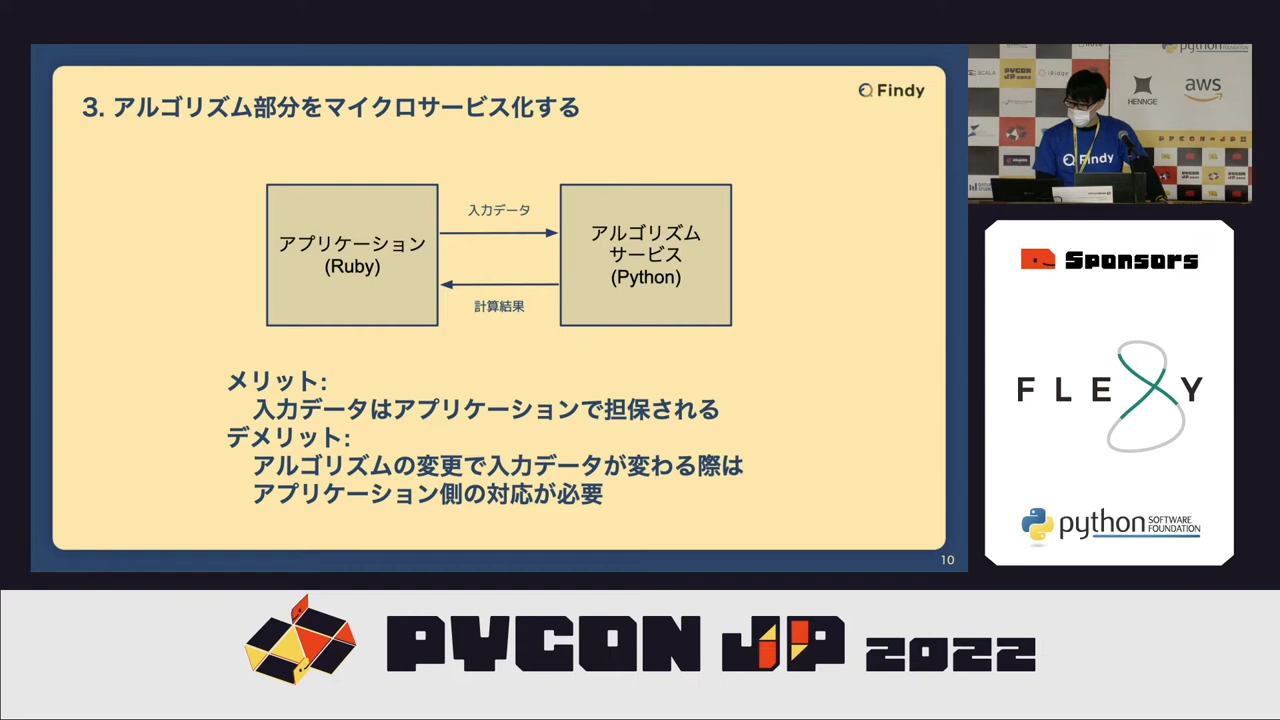 3. アルゴリズム部分をマイクロサービス化する
Findy
アプリケーション
(Ruby)
入力データ
計算結果
アルゴリズム
サービス
(Python)
メリット:
入力データはアプリケーションで担保される
デメリット:
アルゴリズムの変更で入力データが変わる際は
アプリケーション側の対応が必要
10
python
SCALA
PYCON
JP 2022
iRidge
HENNGE
aws
Findy
Sponsors
FLEXY
python
SOFTWARE
FOUNDATION
PYCON JP 2022